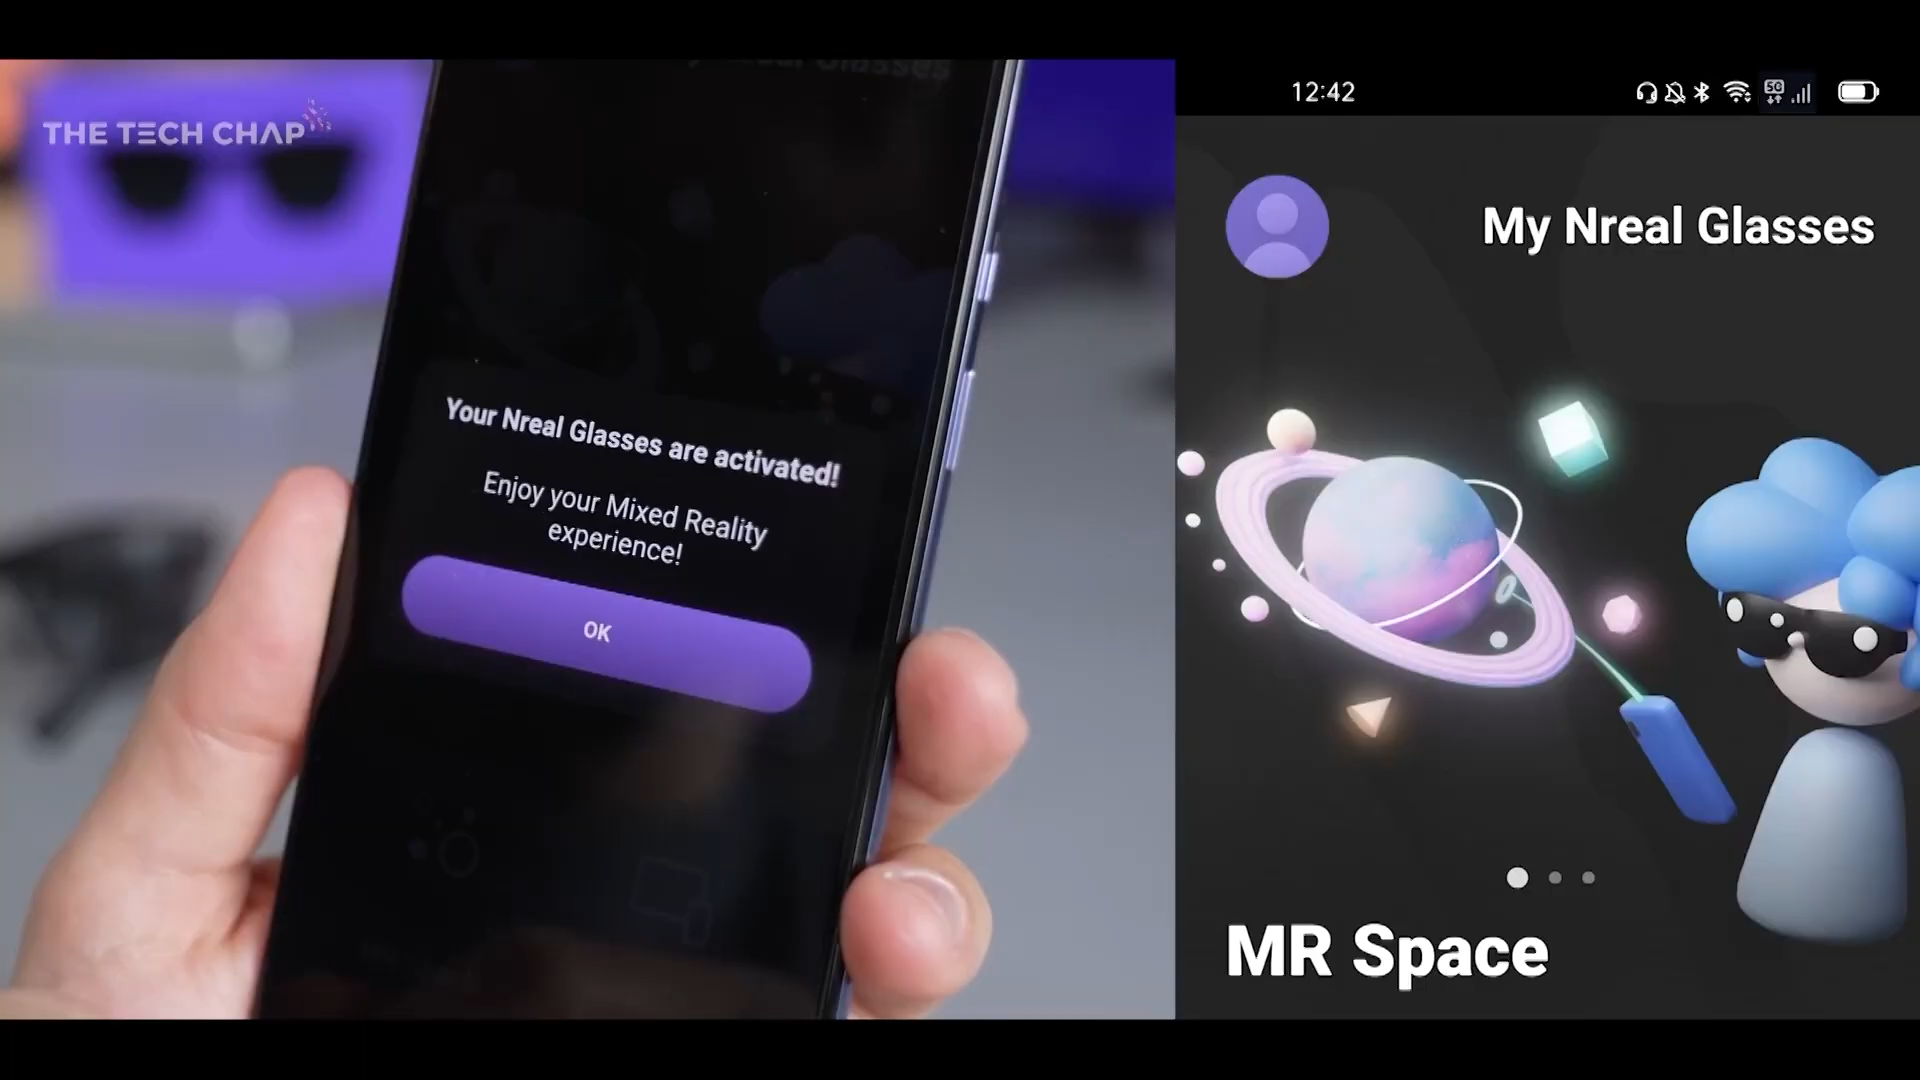 THE TECH CHAP
Your Nreal Glasses are activated!
Enjoy your Mixed Reality
experience!
OK
12:42
5G
My Nreal Glasses
MR Space